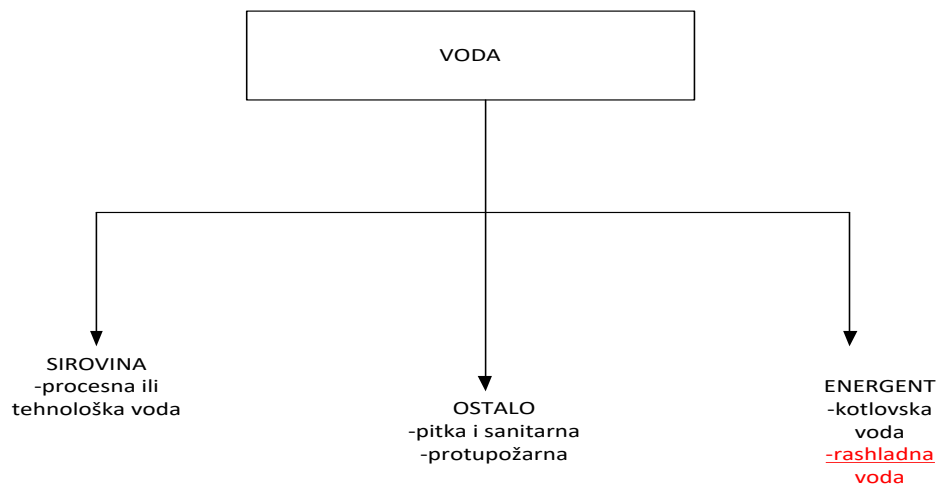 VODA
SIROVINA
-procesna ili
tehnološka voda
OSTALO
-pitka i sanitarna
-protupožarna
ENERGENT
-kotlovska
voda
-rashladna
voda